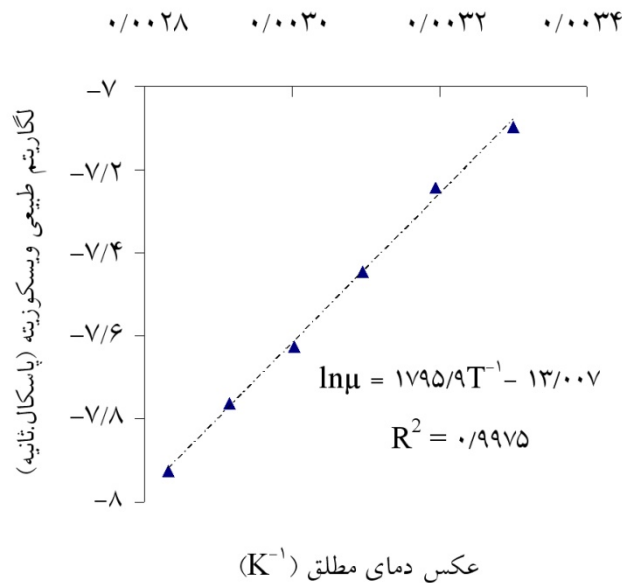 ۰/۰۰۲۸ ۰/۰۰۳۰ ۰/۰۰۳۲ ۰/۰۰۳۴
−۷
−۷/۲
−۷/۴
−۷/۶
−۷/۸
−۸
لگاریتم طبیعی ویسکوزیته (پاسکال.ثانیه)
lnμ = ۱۷۹۵/۹T⁻¹ − ۱۳/۰۰۷
R² = ۰/۹۹۷۵
عکس دمای مطلق (K⁻¹)